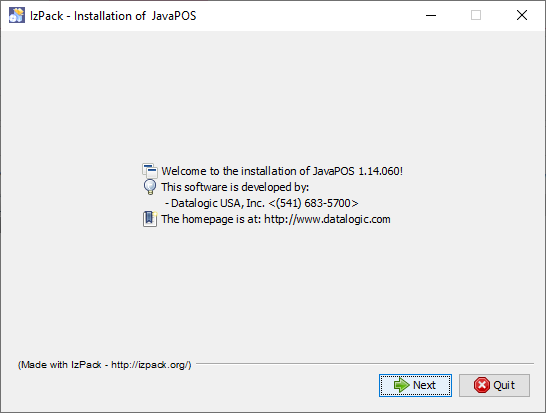 IzPack - Installation of JavaPOS
Welcome to the installation of JavaPOS 1.14.060!
This software is developed by:
- Datalogic USA, Inc. <(541) 683-5700>
The homepage is at: http://www.datalogic.com
(Made with IzPack - http://izpack.org/)
Next
Quit